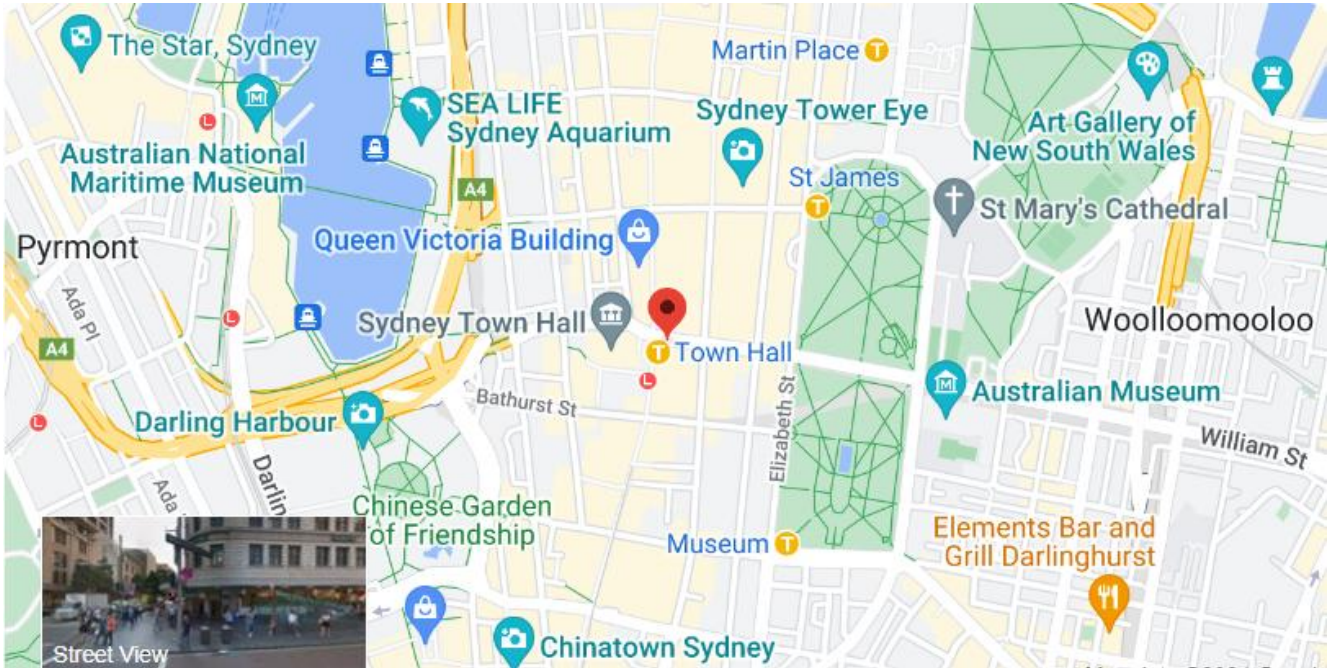 The Star, Sydney
Martin Place
T
SEA LIFE
Sydney Aquarium
Sydney Tower Eye
Art Gallery of
New South Wales
Australian National
Maritime Museum
M
L
A4
St James
T
St Mary's Cathedral
Queen Victoria Building
Pyrmont
Ada Pl
L
Sydney Town Hall
Woolloomooloo
A4
T
Town Hall
L
M
Australian Museum
Bathurst St
Elizabeth St
William St
Darling Harbour
L
Darlin
Ada
Chinese Garden
of Friendship
Museum
T
Elements Bar and
Grill Darlinghurst
Chinatown Sydney
Street View